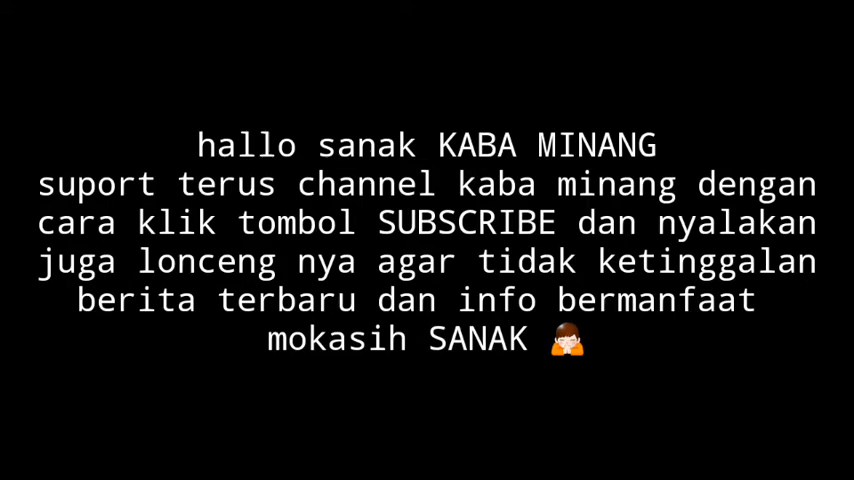 hallo sanak KABA MINANG
suport terus channel kaba minang dengan
cara klik tombol SUBSCRIBE dan nyalakan
juga lonceng nya agar tidak ketinggalan
berita terbaru dan info bermanfaat
mokasih SANAK 🙏